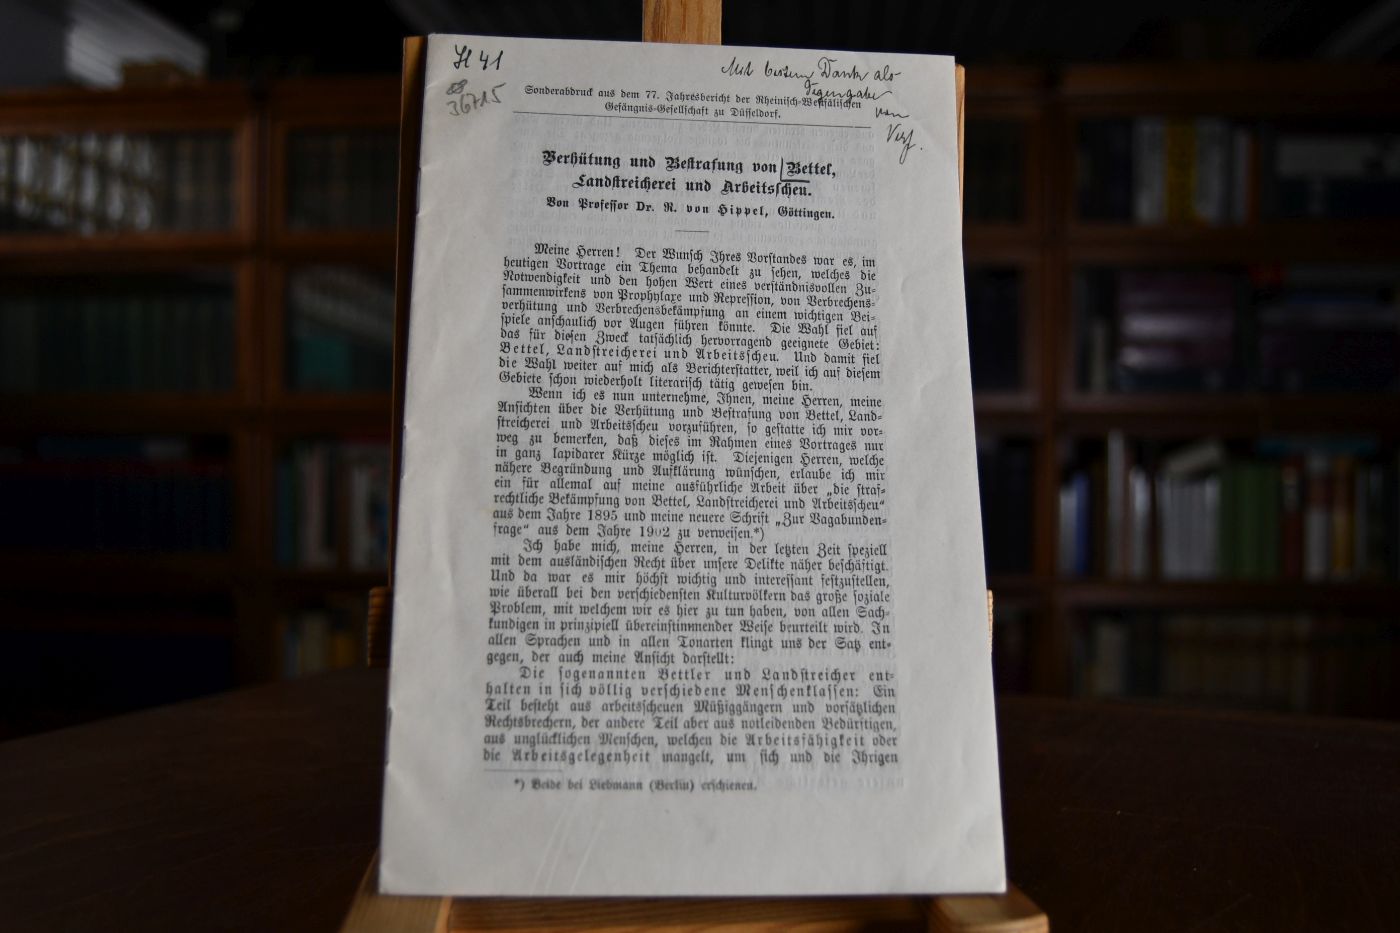 H 41
36715
Mit bestem Dank als
Gegengabe
vom
Verf.
Sonderabdruck aus dem 77. Jahresbericht der Rheinisch-Westfälischen
Gefängnis-Gesellschaft zu Düsseldorf.
Verhütung und Bestrafung von Bettel,
Landstreicherei und Arbeitsscheu.
Von Professor Dr. R. von Hippel, Göttingen.
Meine Herren! Der Wunsch Ihres Vorstandes war es, im
heutigen Vortrage ein Thema behandelt zu sehen, welches die
Notwendigkeit und den hohen Wert eines verständnisvollen Zu-
sammenwirkens von Prophylaxe und Repression, von Verbrechens-
verhütung und Verbrechensbekämpfung an einem wichtigen Bei-
spiele anschaulich vor Augen führen könnte. Die Wahl fiel auf
das für diesen Zweck tatsächlich hervorragend geeignete Gebiet:
Bettel, Landstreicherei und Arbeitsscheu. Und damit fiel
die Wahl weiter auf mich als Berichterstatter, weil ich auf diesem
Gebiete schon wiederholt literarisch tätig gewesen bin.
Wenn ich es nun unternehme, Ihnen, meine Herren, meine
Ansichten über die Verhütung und Bestrafung von Bettel, Land-
streicherei und Arbeitsscheu vorzuführen, so gestatte ich mir vor-
weg zu bemerken, daß dieses im Rahmen eines Vortrages nur
in ganz lapidarer Kürze möglich ist. Diejenigen Herren, welche
nähere Begründung und Aufklärung wünschen, erlaube ich mir
ein für allemal auf meine ausführliche Arbeit über „die straf-
rechtliche Bekämpfung von Bettel, Landstreicherei und Arbeitsscheu“
aus dem Jahre 1895 und meine neuere Schrift „Zur Vagabunden-
frage“ aus dem Jahre 1902 zu verweisen.*)
Ich habe mich, meine Herren, in der letzten Zeit speziell
mit dem ausländischen Recht über unsere Delikte näher beschäftigt.
Und da war es mir höchst wichtig und interessant festzustellen,
wie überall bei den verschiedensten Kulturvölkern das große soziale
Problem, mit welchem wir es hier zu tun haben, von allen Sach-
kundigen in prinzipiell übereinstimmender Weise beurteilt wird. In
allen Sprachen und in allen Tonarten klingt uns der Satz ent-
gegen, der auch meine Ansicht darstellt:
Die sogenannten Bettler und Landstreicher ent-
halten in sich völlig verschiedene Menschenklassen: Ein
Teil besteht aus arbeitsscheuen Müßiggängern und vorsätzlichen
Rechtsbrechern, der andere Teil aber aus notleidenden Bedürftigen,
aus unglücklichen Menschen, welchen die Arbeitsfähigkeit oder
die Arbeitsgelegenheit mangelt, um sich und die Ihrigen
*) Beide bei Liebmann (Berlin) erschienen.